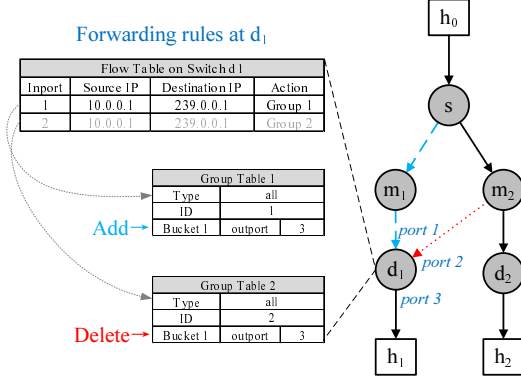 Forwarding rules at d1
Flow Table on Switch d1
Inport Source IP Destination IP Action
1 10.0.0.1 239.0.0.1 Group 1
2 10.0.0.1 239.0.0.1 Group 2
Group Table 1
Type all
ID 1
Add Bucket 1 outport 3
Group Table 2
Type all
ID 2
Delete Bucket 1 outport 3
h0
s
m1 m2
port 1
port 2
d1 d2
port 3
h1 h2